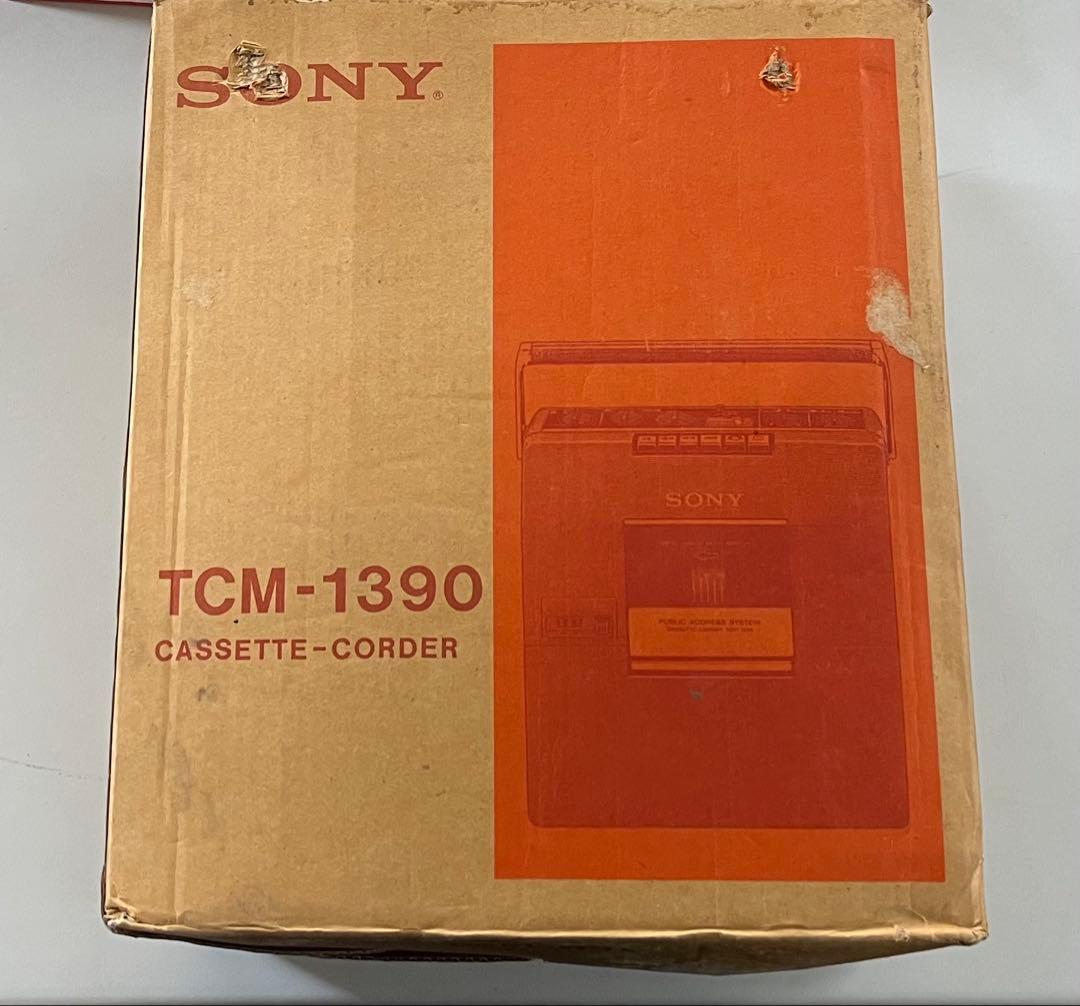 SONY®
TCM-1390
CASSETTE-CORDER
SONY
PUBLIC ADDRESS SYSTEM